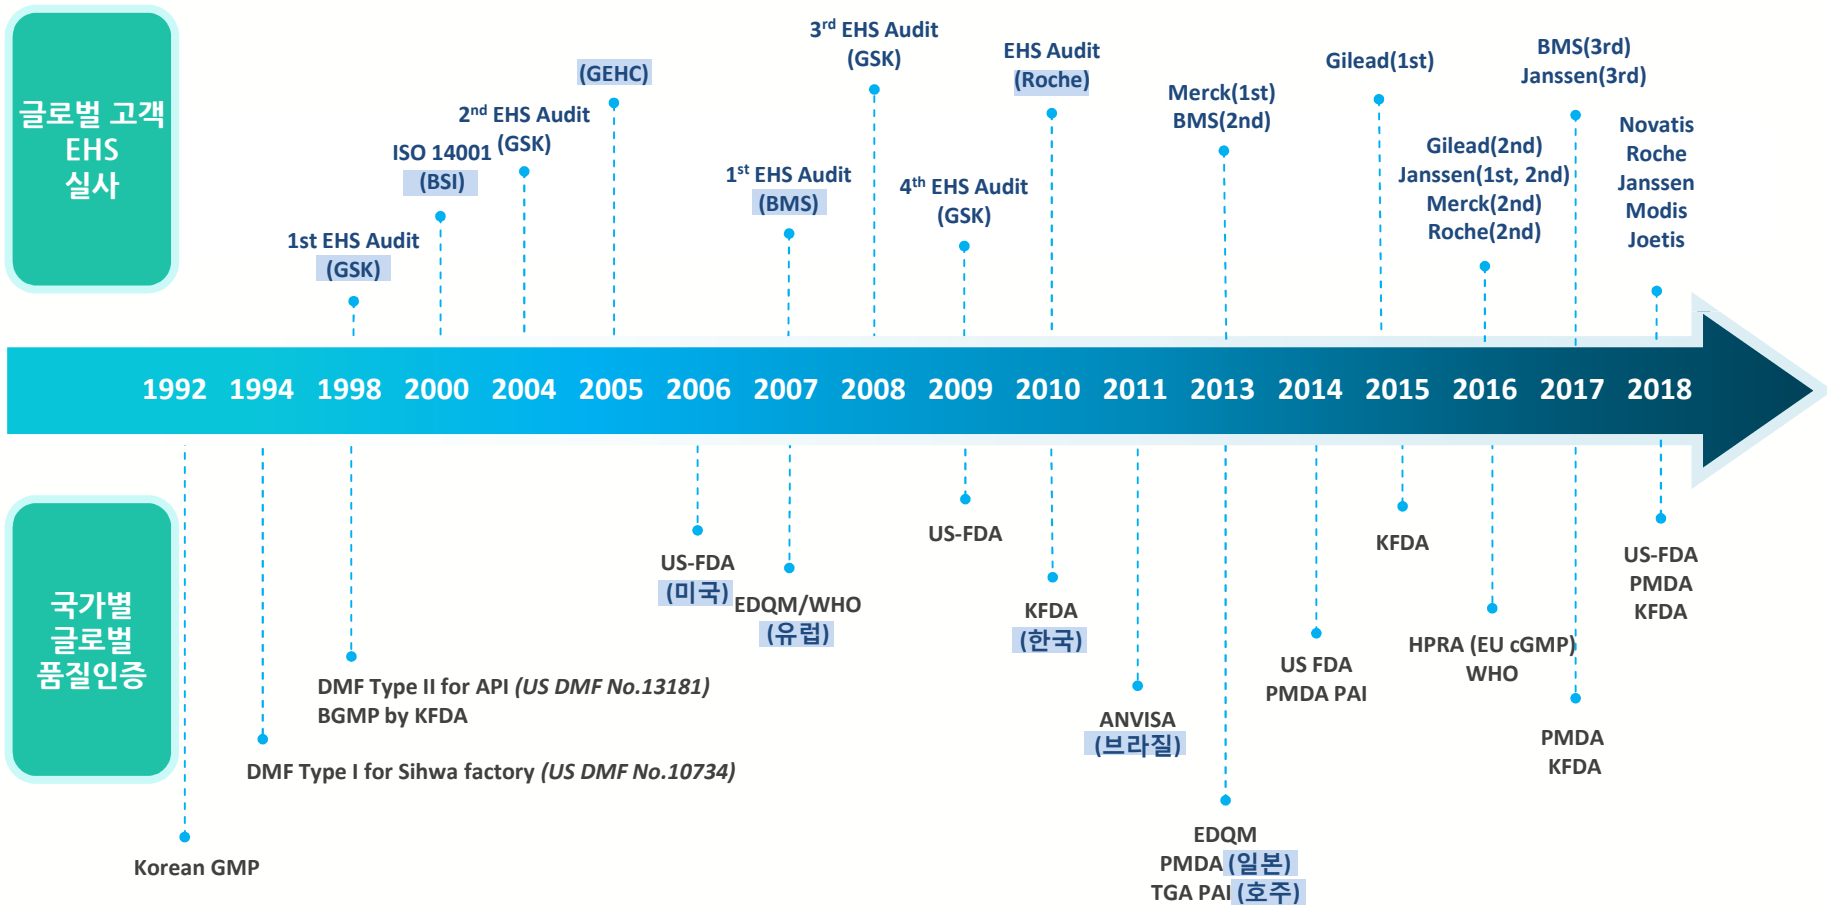 글로벌 고객
EHS
실사
1st EHS Audit
(GSK)
ISO 14001
(BSI)
2nd EHS Audit
(GSK)
(GEHC)
1st EHS Audit
(BMS)
3rd EHS Audit
(GSK)
4th EHS Audit
(GSK)
EHS Audit
(Roche)
Merck(1st)
BMS(2nd)
Gilead(1st)
Gilead(2nd)
Janssen(1st, 2nd)
Merck(2nd)
Roche(2nd)
BMS(3rd)
Janssen(3rd)
Novatis
Roche
Janssen
Modis
Joetis
1992 1994 1998 2000 2004 2005 2006 2007 2008 2009 2010 2011 2013 2014 2015 2016 2017 2018
국가별
글로벌
품질인증
Korean GMP
DMF Type I for Sihwa factory (US DMF No.10734)
DMF Type II for API (US DMF No.13181)
BGMP by KFDA
US-FDA
(미국)
EDQM/WHO
(유럽)
US-FDA
KFDA
(한국)
ANVISA
(브라질)
EDQM
PMDA (일본)
TGA PAI (호주)
US FDA
PMDA PAI
KFDA
HPRA (EU cGMP)
WHO
PMDA
KFDA
US-FDA
PMDA
KFDA